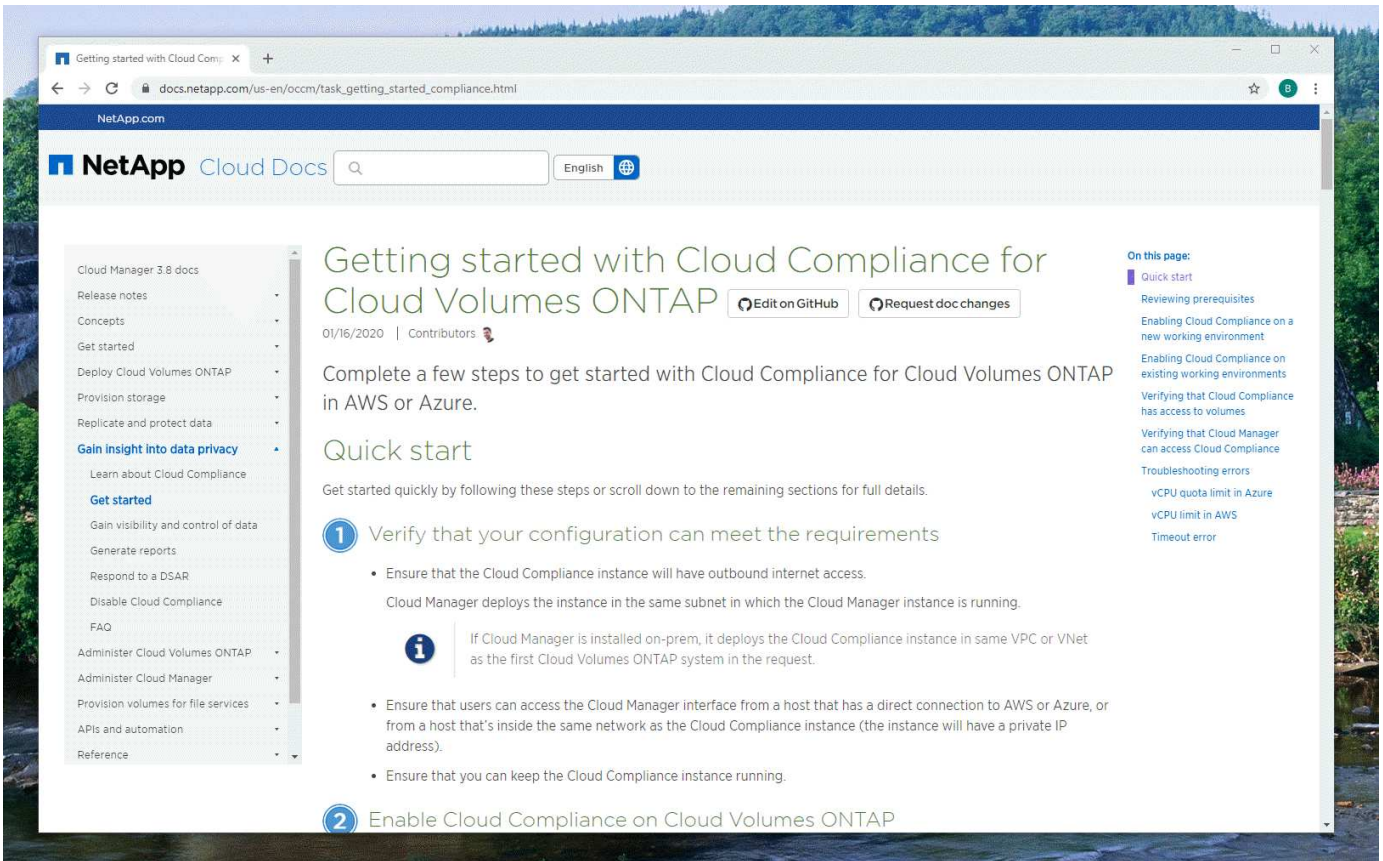 Getting started with Cloud Comp
docs.netapp.com/us-en/occm/task_getting_started_compliance.html
B
NetApp.com
NetApp Cloud Docs
English
Cloud Manager 3.8 docs
Release notes
Concepts
Get started
Deploy Cloud Volumes ONTAP
Provision storage
Replicate and protect data
Gain insight into data privacy
Learn about Cloud Compliance
Get started
Gain visibility and control of data
Generate reports
Respond to a DSAR
Disable Cloud Compliance
FAQ
Administer Cloud Volumes ONTAP
Administer Cloud Manager
Provision volumes for file services
APIs and automation
Reference
Getting started with Cloud Compliance for
Cloud Volumes ONTAP Edit on GitHub Request doc changes
01/16/2020 | Contributors
Complete a few steps to get started with Cloud Compliance for Cloud Volumes ONTAP
in AWS or Azure.
Quick start
Get started quickly by following these steps or scroll down to the remaining sections for full details.
1 Verify that your configuration can meet the requirements
• Ensure that the Cloud Compliance instance will have outbound internet access.
Cloud Manager deploys the instance in the same subnet in which the Cloud Manager instance is running.
If Cloud Manager is installed on-prem, it deploys the Cloud Compliance instance in same VPC or VNet
as the first Cloud Volumes ONTAP system in the request.
• Ensure that users can access the Cloud Manager interface from a host that has a direct connection to AWS or Azure, or
from a host that's inside the same network as the Cloud Compliance instance (the instance will have a private IP
address).
• Ensure that you can keep the Cloud Compliance instance running.
2 Enable Cloud Compliance on Cloud Volumes ONTAP
On this page:
Quick start
Reviewing prerequisites
Enabling Cloud Compliance on a
new working environment
Enabling Cloud Compliance on
existing working environments
Verifying that Cloud Compliance
has access to volumes
Verifying that Cloud Manager
can access Cloud Compliance
Troubleshooting errors
vCPU quota limit in Azure
vCPU limit in AWS
Timeout error